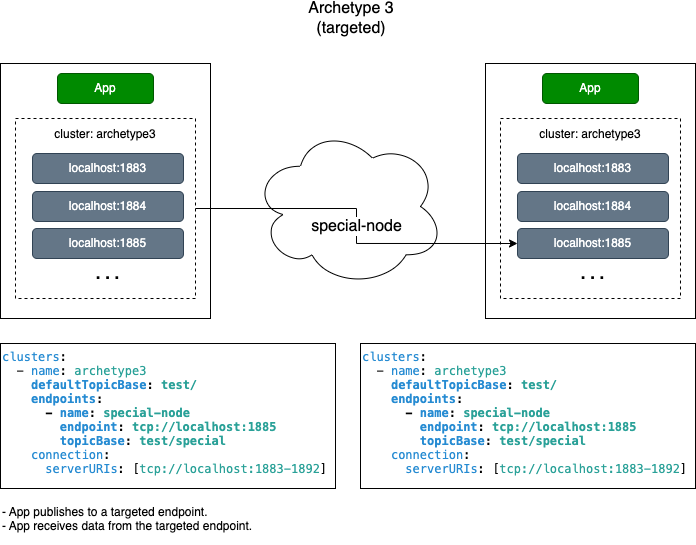 Archetype 3
(targeted)
App
cluster: archetype3
localhost:1883
localhost:1884
localhost:1885
...
special-node
App
cluster: archetype3
localhost:1883
localhost:1884
localhost:1885
...
clusters:
  - name: archetype3
    defaultTopicBase: test/
    endpoints:
      - name: special-node
        endpoint: tcp://localhost:1885
        topicBase: test/special
    connection:
      serverURIs: [tcp://localhost:1883-1892]
clusters:
  - name: archetype3
    defaultTopicBase: test/
    endpoints:
      - name: special-node
        endpoint: tcp://localhost:1885
        topicBase: test/special
    connection:
      serverURIs: [tcp://localhost:1883-1892]
- App publishes to a targeted endpoint.
- App receives data from the targeted endpoint.